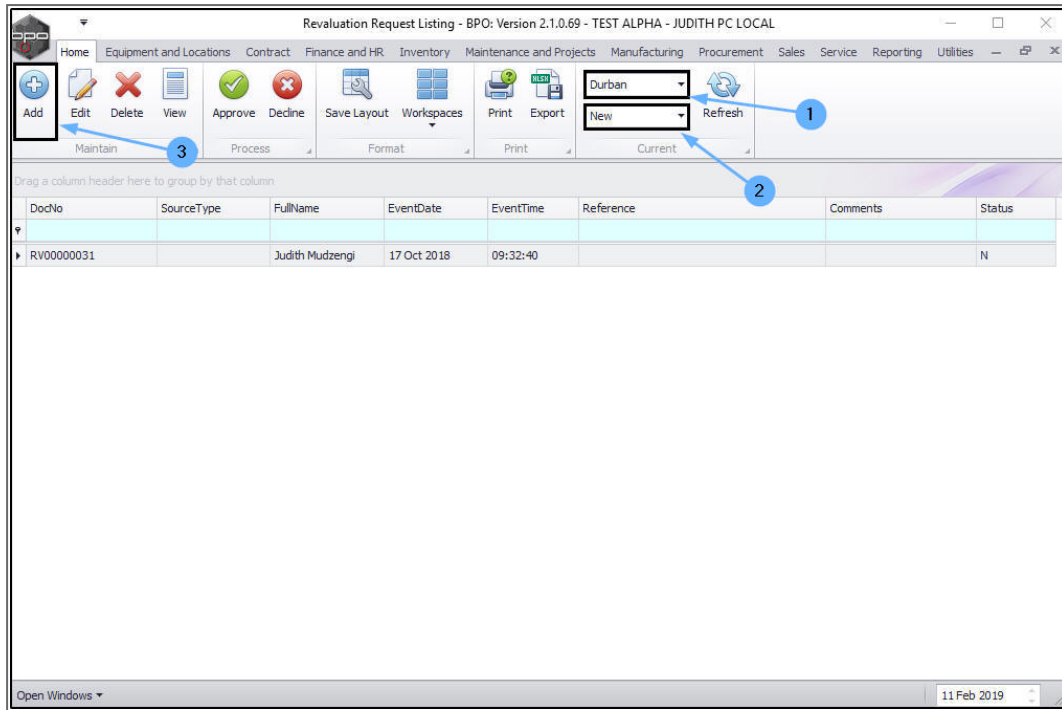 Revaluation Request Listing - BPO: Version 2.1.0.69 - TEST ALPHA - JUDITH PC LOCAL
bpo
Home Equipment and Locations Contract Finance and HR Inventory Maintenance and Projects Manufacturing Procurement Sales Service Reporting Utilities
XLSX
Durban
1
Add Edit Delete View Approve Decline Save Layout Workspaces Print Export New Refresh
Maintain Process Format Print Current
3
2
Drag a column header here to group by that column
DocNo SourceType FullName EventDate EventTime Reference Comments Status
RV00000031 Judith Mudzengi 17 Oct 2018 09:32:40 N
Open Windows 11 Feb 2019